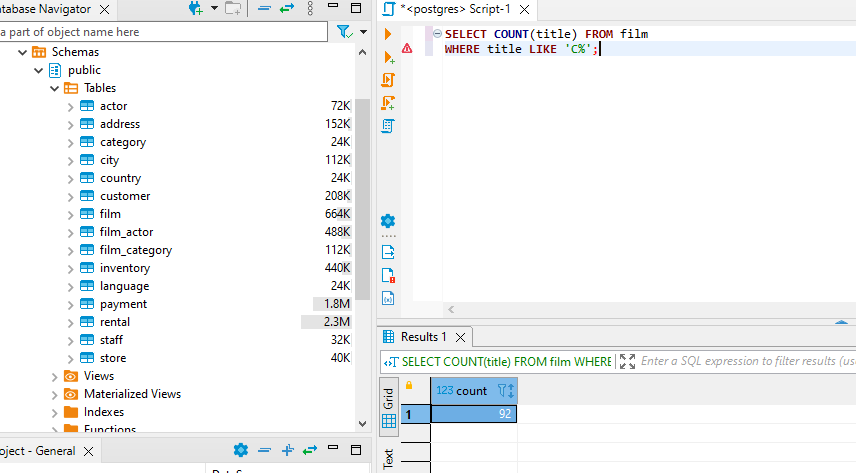 atabase Navigator
a part of object name here
Schemas
public
Tables
actor 72K
address 152K
category 24K
city 112K
country 24K
customer 208K
film 664K
film_actor 488K
film_category 112K
inventory 440K
language 24K
payment 1.8M
rental 2.3M
staff 32K
store 40K
Views
Materialized Views
Indexes
Functions
oject - General
*<postgres> Script-1
SELECT COUNT(title) FROM film
WHERE title LIKE 'C%';
Results 1
SELECT COUNT(title) FROM film WHERE
Enter a SQL expression to filter results (us
Grid
Text
123 count
1 92